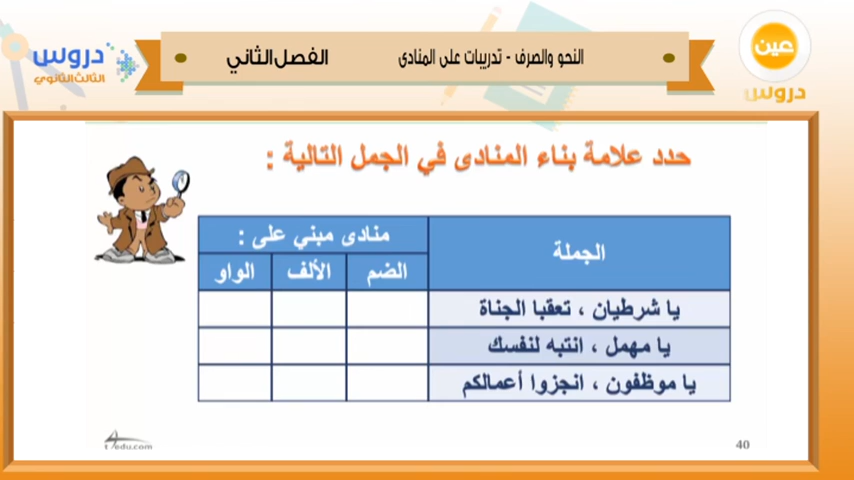 النحو والصرف - تدريبات على المنادى الفصل الثاني
عين
دروس
دروس
الثالث الثانوي
حدد علامة بناء المنادى في الجمل التالية :
الجملة
منادى مبني على :
الضم الألف الواو
يا شرطيان ، تعقبا الجناة
يا مهمل ، انتبه لنفسك
يا موظفون ، انجزوا أعمالكم
40